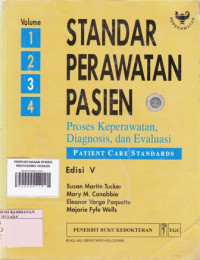 Volume
1
2
3
4
STANDAR
PERAWATAN
PASIEN
Proses Keperawatan,
Diagnosis, dan Evaluasi
PATIENT CARE STANDARDS
Edisi V
Susan Martin Tucker
Mary M. Canobbio
Eleanor Vargo Paquette
Marjorie Fyfe Wells
PENERBIT BUKU KEDOKTERAN EGC